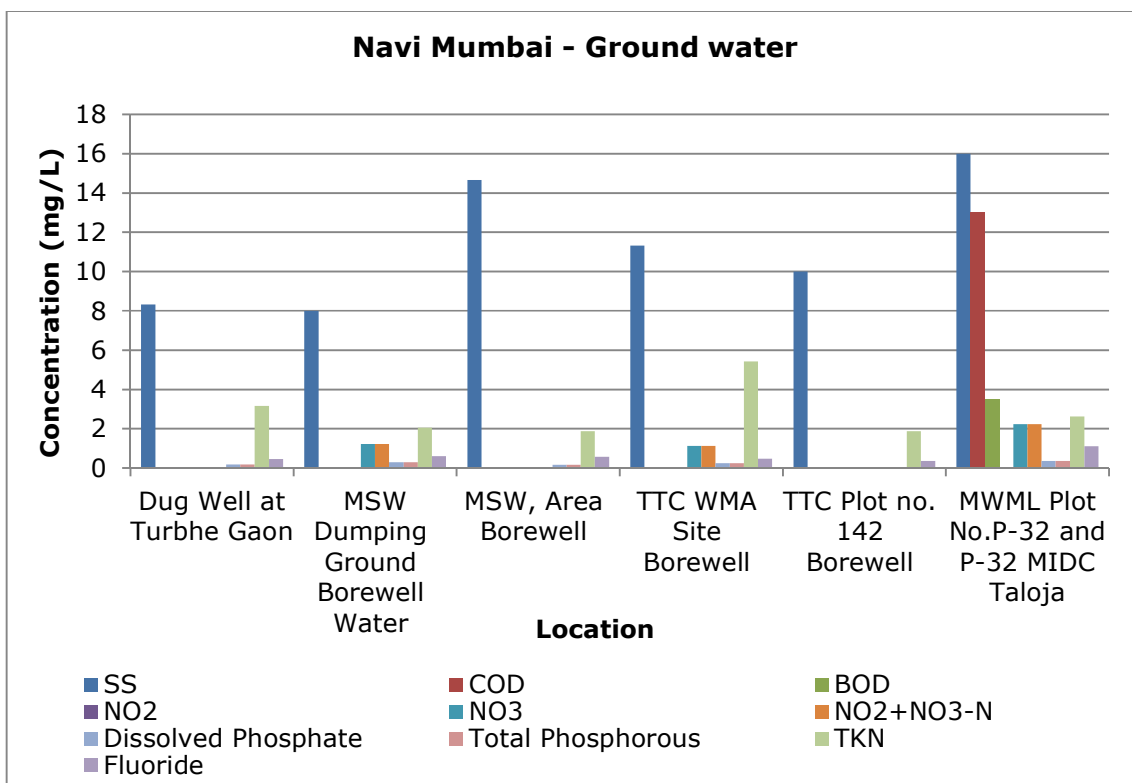 Navi Mumbai - Ground water
Concentration (mg/L)
18
16
14
12
10
8
6
4
2
0
Dug Well at
Turbhe Gaon
MSW
Dumping
Ground
Borewell
Water
MSW, Area
Borewell
TTC WMA
Site
Borewell
TTC Plot no.
142
Borewell
MWML Plot
No.P-32 and
P-32 MIDC
Taloja
Location
SS
COD
BOD
NO2
NO3
NO2+NO3-N
Dissolved Phosphate
Total Phosphorous
TKN
Fluoride